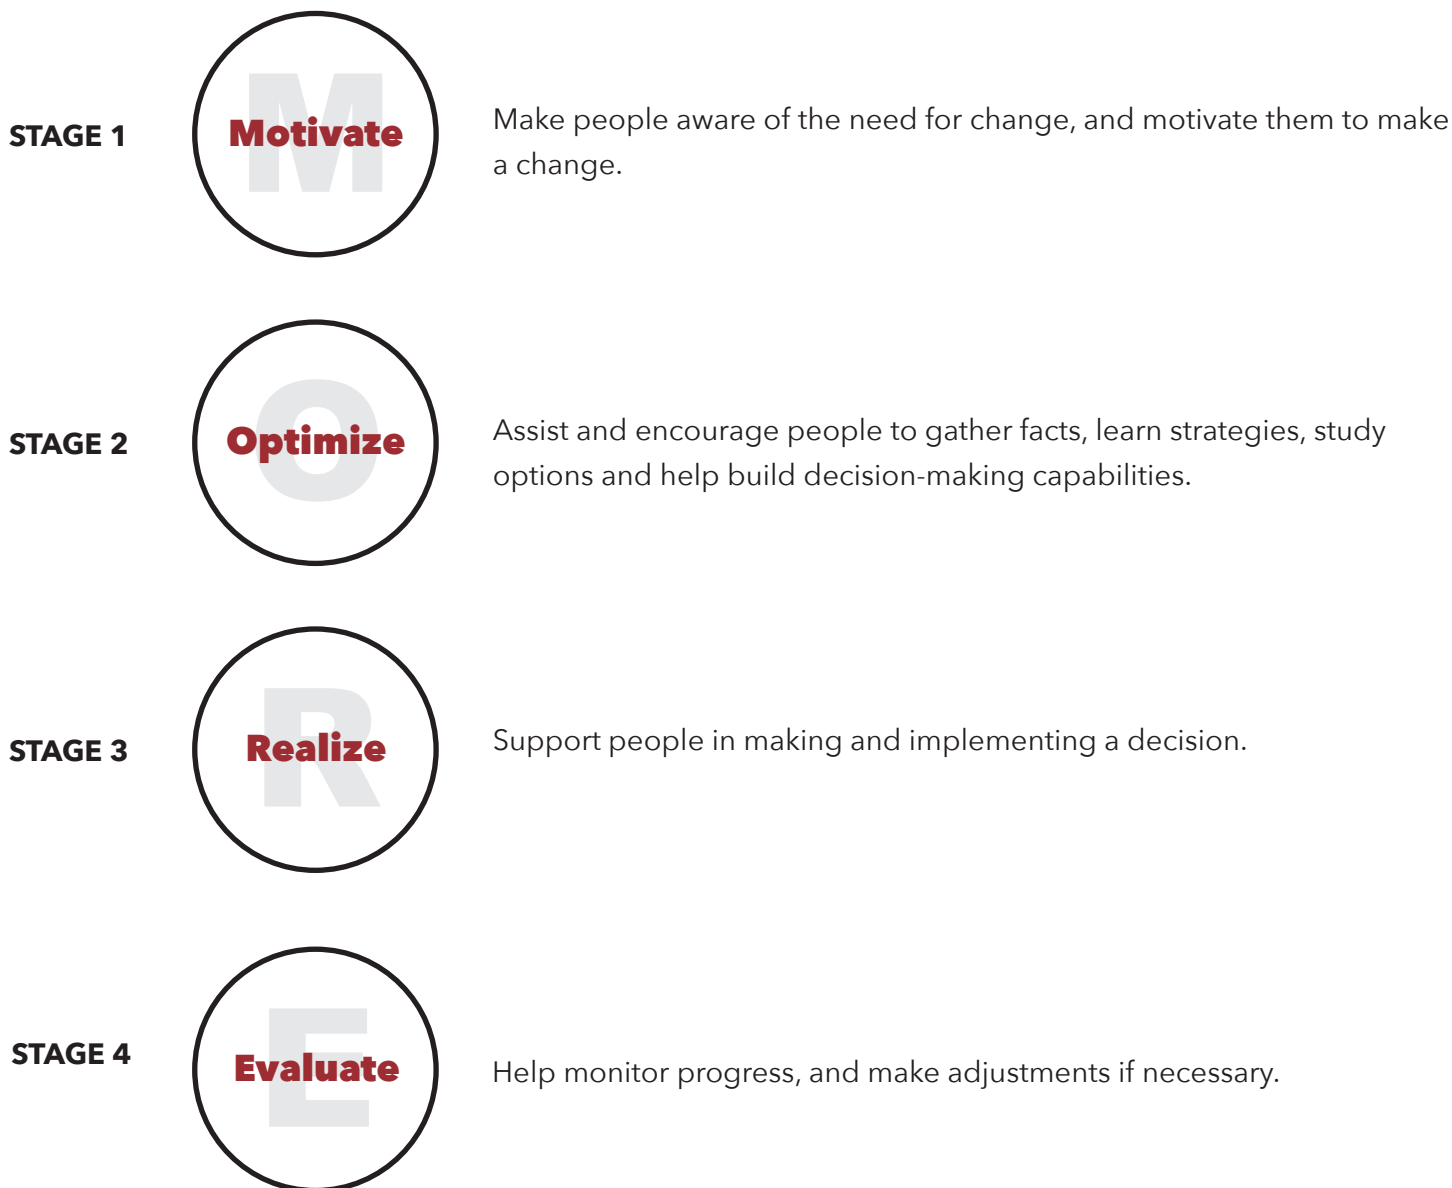 M
STAGE 1
Motivate
Make people aware of the need for change, and motivate them to make
a change.
O
STAGE 2
Optimize
Assist and encourage people to gather facts, learn strategies, study
options and help build decision-making capabilities.
R
STAGE 3
Realize
Support people in making and implementing a decision.
E
STAGE 4
Evaluate
Help monitor progress, and make adjustments if necessary.